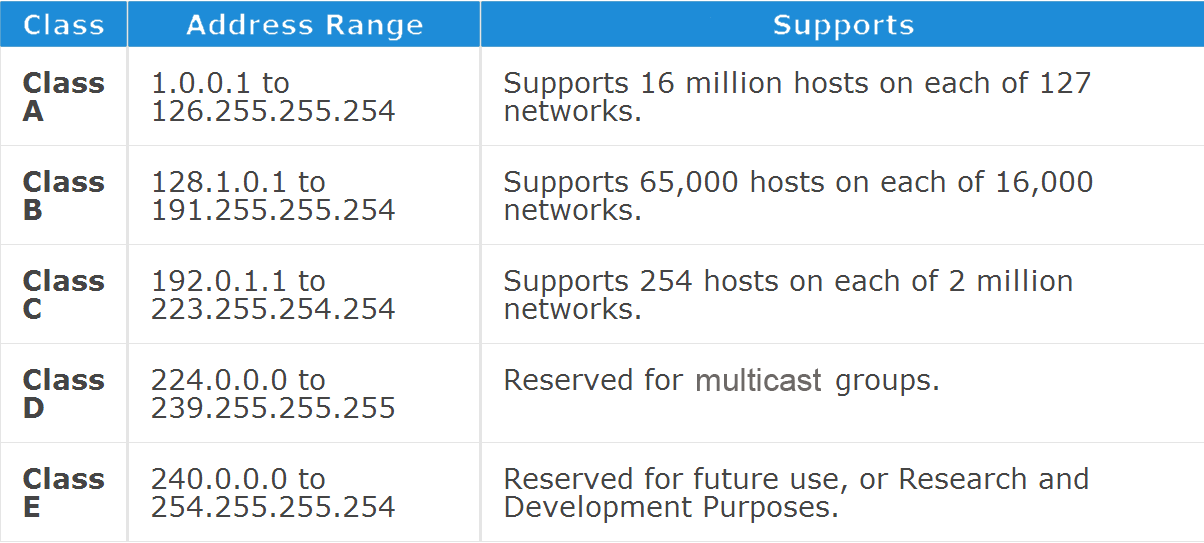 Class Address Range Supports
Class 1.0.0.1 to Supports 16 million hosts on each of 127
A 126.255.255.254 networks.
Class 128.1.0.1 to Supports 65,000 hosts on each of 16,000
B 191.255.255.254 networks.
Class 192.0.1.1 to Supports 254 hosts on each of 2 million
C 223.255.254.254 networks.
Class 224.0.0.0 to Reserved for multicast groups.
D 239.255.255.255
Class 240.0.0.0 to Reserved for future use, or Research and
E 254.255.255.254 Development Purposes.